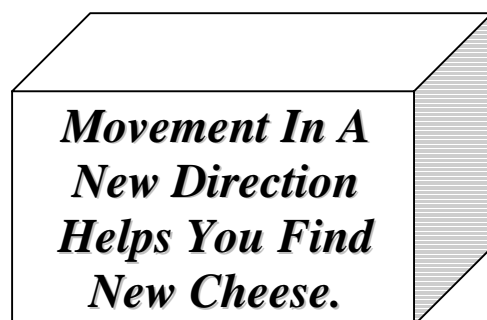 Movement In A
New Direction
Helps You Find
New Cheese.